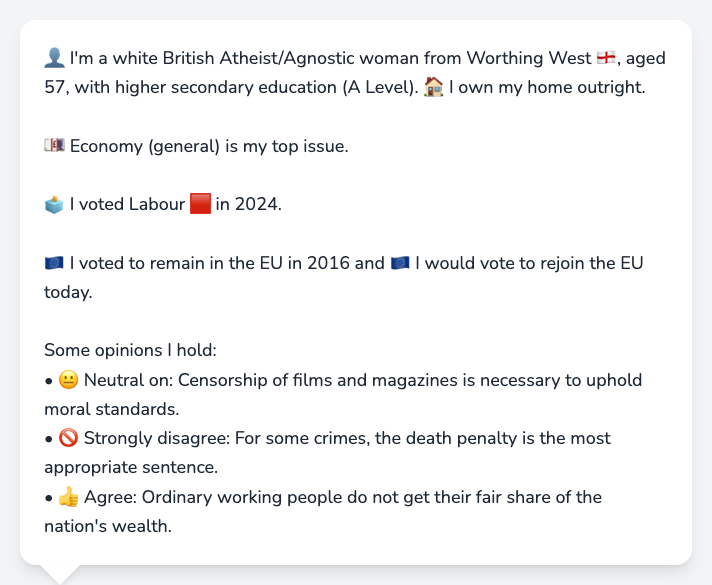 👤 I'm a white British Atheist/Agnostic woman from Worthing West 🏴󠁧󠁢󠁥󠁮󠁧󠁿, aged
57, with higher secondary education (A Level). 🏠 I own my home outright.
💷 Economy (general) is my top issue.
🗳️ I voted Labour 🟥 in 2024.
🇪🇺 I voted to remain in the EU in 2016 and 🇪🇺 I would vote to rejoin the EU
today.
Some opinions I hold:
• 😐 Neutral on: Censorship of films and magazines is necessary to uphold
moral standards.
• 🚫 Strongly disagree: For some crimes, the death penalty is the most
appropriate sentence.
• 👍 Agree: Ordinary working people do not get their fair share of the
nation's wealth.